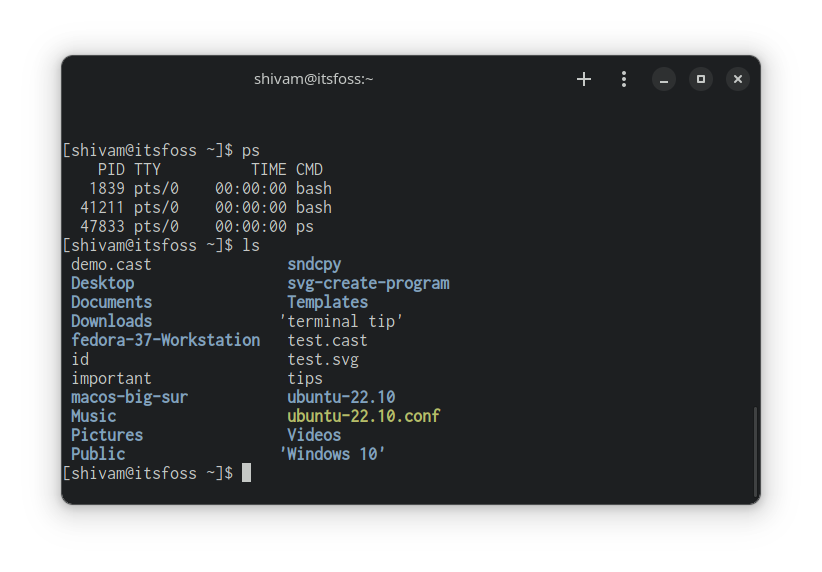 shivam@itsfoss:~
[shivam@itsfoss ~]$ ps
    PID TTY          TIME CMD
   1839 pts/0    00:00:00 bash
  41211 pts/0    00:00:00 bash
  47833 pts/0    00:00:00 ps
[shivam@itsfoss ~]$ ls
 demo.cast               sndcpy
 Desktop                 svg-create-program
 Documents               Templates
 Downloads              'terminal tip'
 fedora-37-Workstation   test.cast
 id                      test.svg
 important               tips
 macos-big-sur           ubuntu-22.10
 Music                   ubuntu-22.10.conf
 Pictures                Videos
 Public                 'Windows 10'
[shivam@itsfoss ~]$